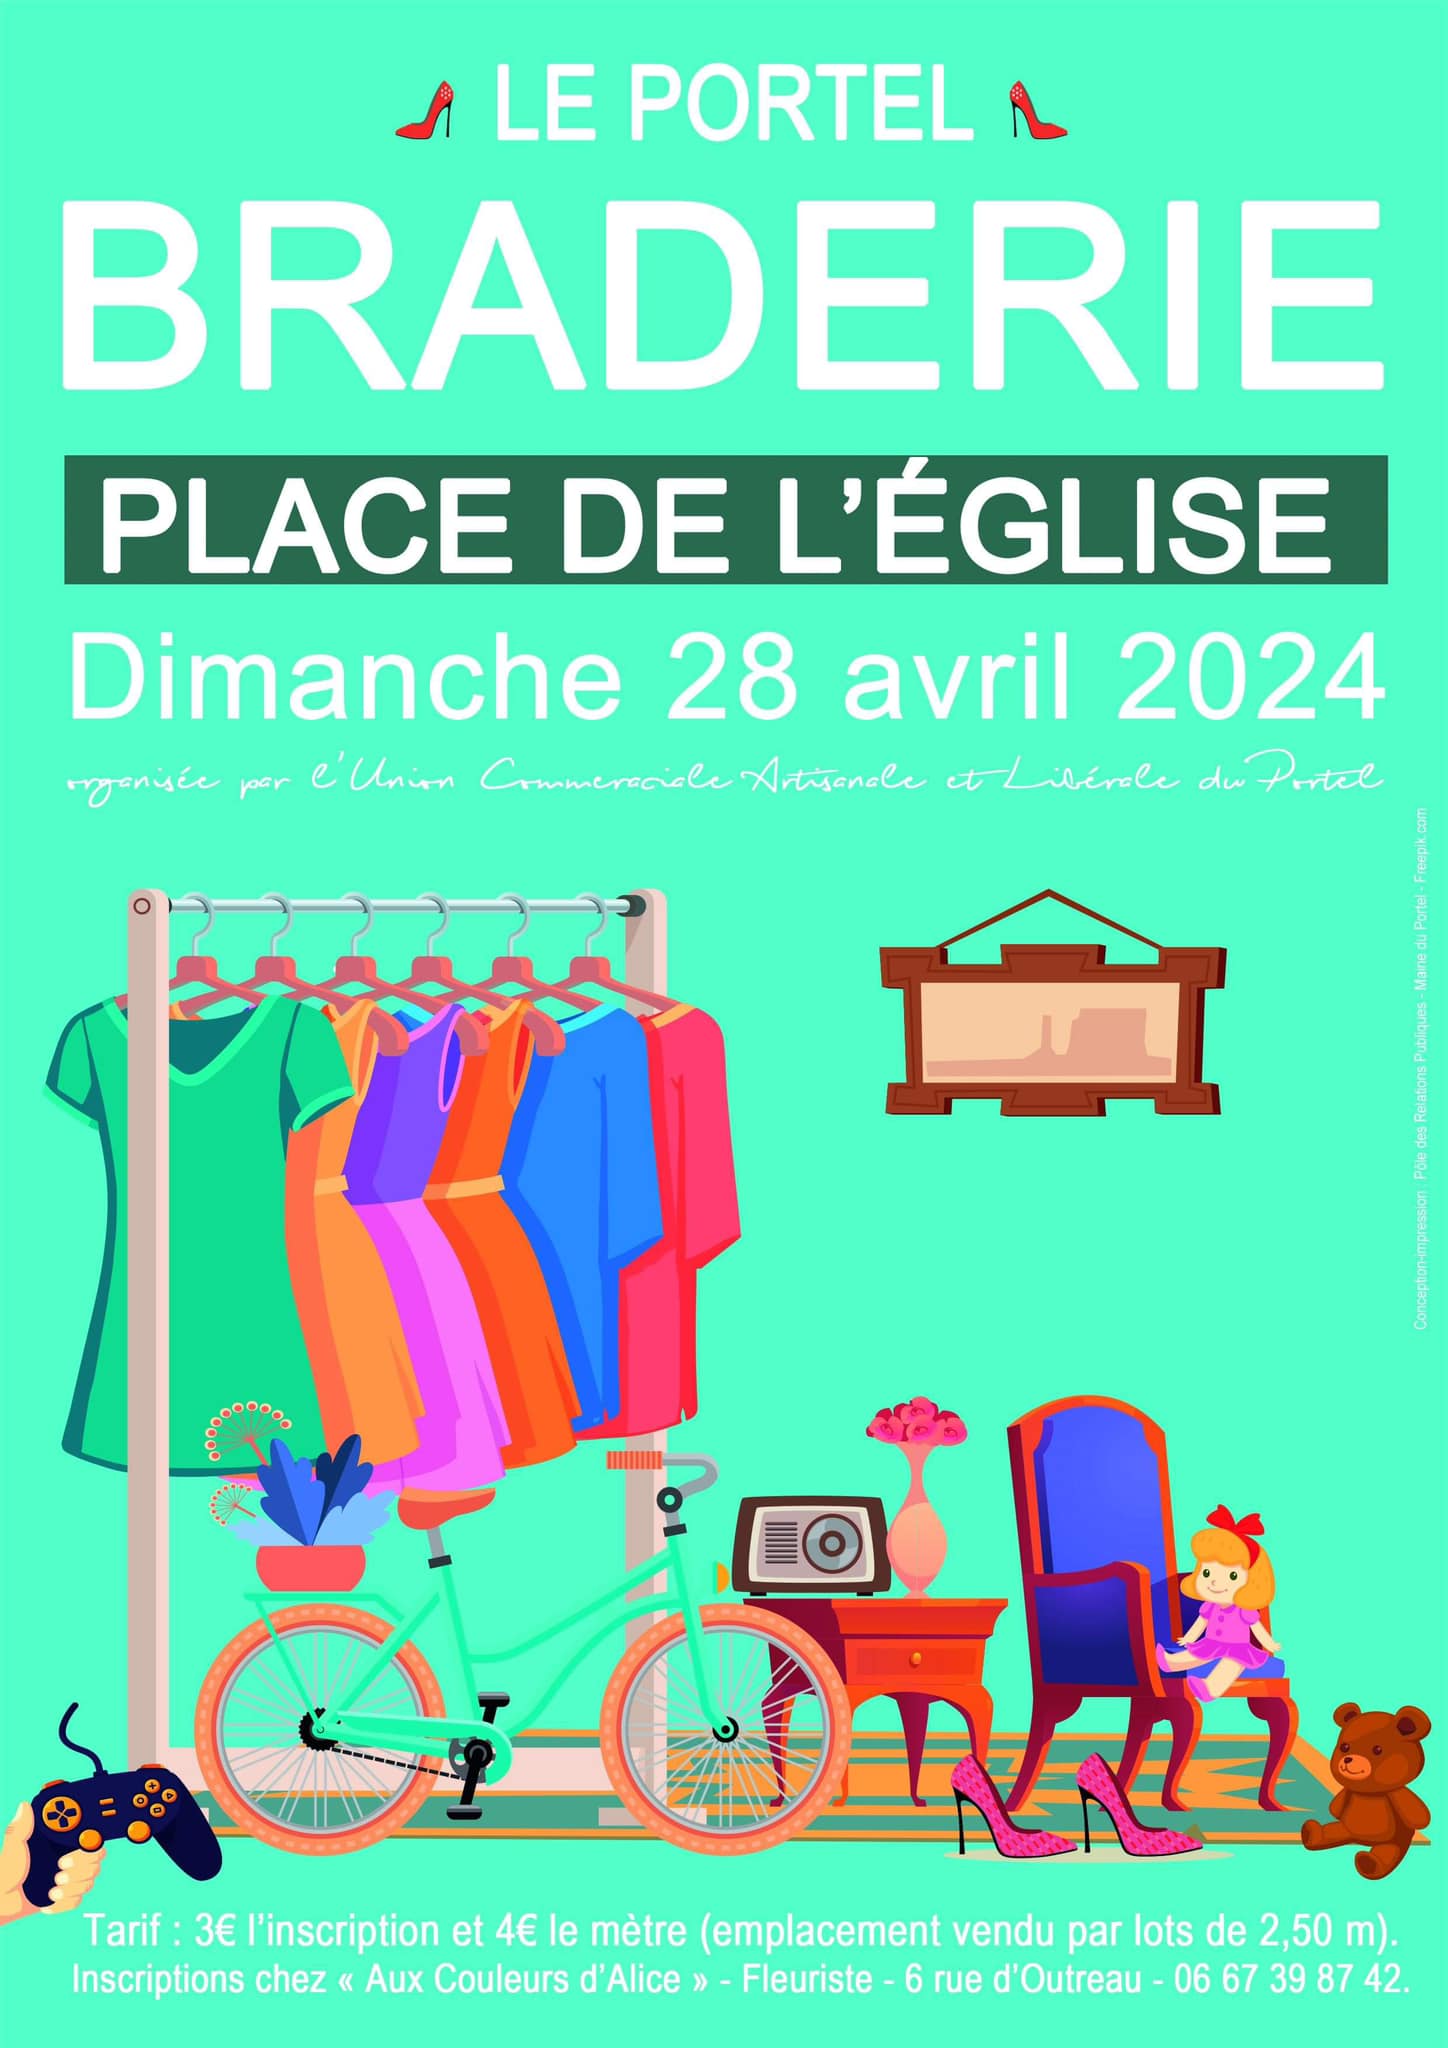 LE PORTEL
BRADERIE
PLACE DE L'ÉGLISE
Dimanche 28 avril 2024
organisée par l'Union Commeraciale Artisanale et Libérale du Portel
Conception-impression : Pôle des Relations Publiques - Mairie du Portel - Freepik.com
Tarif : 3€ l'inscription et 4€ le mètre (emplacement vendu par lots de 2,50 m).
Inscriptions chez « Aux Couleurs d'Alice » - Fleuriste - 6 rue d'Outreau - 06 67 39 87 42.